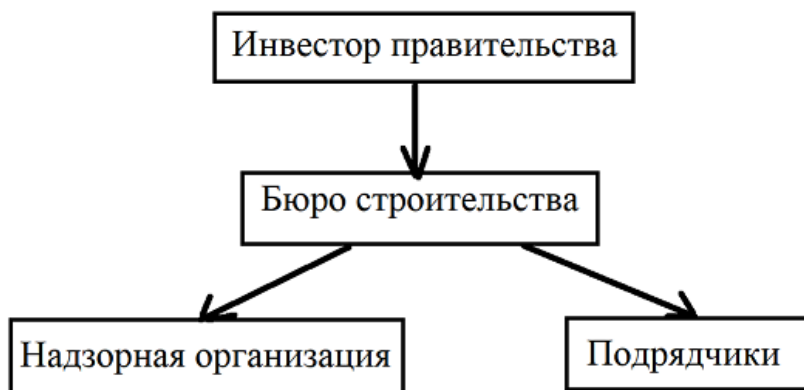 Инвестор правительства
Бюро строительства
Надзорная организация
Подрядчики